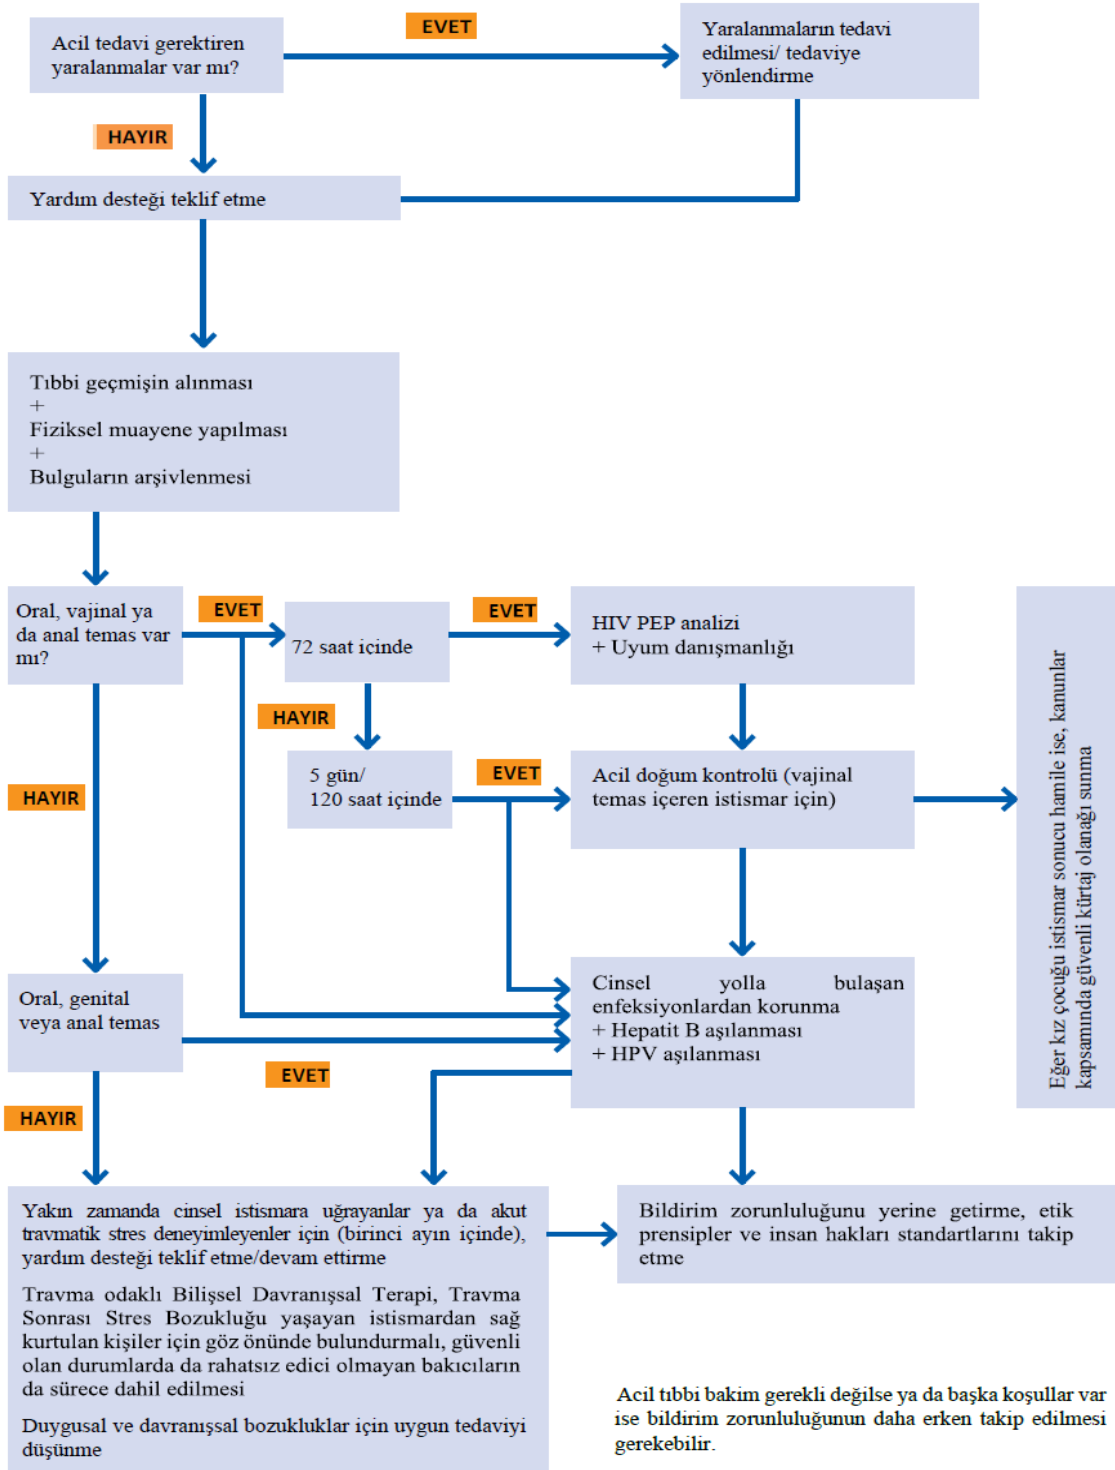 Acil tedavi gerektiren
yaralanmalar var mı?
EVET
Yaralanmaların tedavi
edilmesi/ tedaviye
yönlendirme
HAYIR
Yardım desteği teklif etme
Tıbbi geçmişin alınması
+
Fiziksel muayene yapılması
+
Bulguların arşivlenmesi
Oral, vajinal ya
da anal temas var
mı?
EVET
72 saat içinde
EVET
HIV PEP analizi
+ Uyum danışmanlığı
HAYIR
5 gün/
120 saat içinde
EVET
Acil doğum kontrolü (vajinal
temas içeren istismar için)
Eğer kız çocuğu istismar sonucu hamile ise, kanunlar
kapsamında güvenli kürtaj olanağı sunma
HAYIR
Oral, genital
veya anal temas
EVET
Cinsel yolla bulaşan
enfeksiyonlardan korunma
+ Hepatit B aşılanması
+ HPV aşılanması
HAYIR
Yakın zamanda cinsel istismara uğrayanlar ya da akut
travmatik stres deneyimleyenler için (birinci ayın içinde),
yardım desteği teklif etme/devam ettirme
Travma odaklı Bilişsel Davranışsal Terapi, Travma
Sonrası Stres Bozukluğu yaşayan istismardan sağ
kurtulan kişiler için göz önünde bulundurmalı, güvenli
olan durumlarda da rahatsız edici olmayan bakıcıların
da sürece dahil edilmesi
Duygusal ve davranışsal bozukluklar için uygun tedaviyi
düşünme
Bildirim zorunluluğunu yerine getirme, etik
prensipler ve insan hakları standartlarını takip
etme
Acil tıbbi bakim gerekli değilse ya da başka koşullar var
ise bildirim zorunluluğunun daha erken takip edilmesi
gerekebilir.